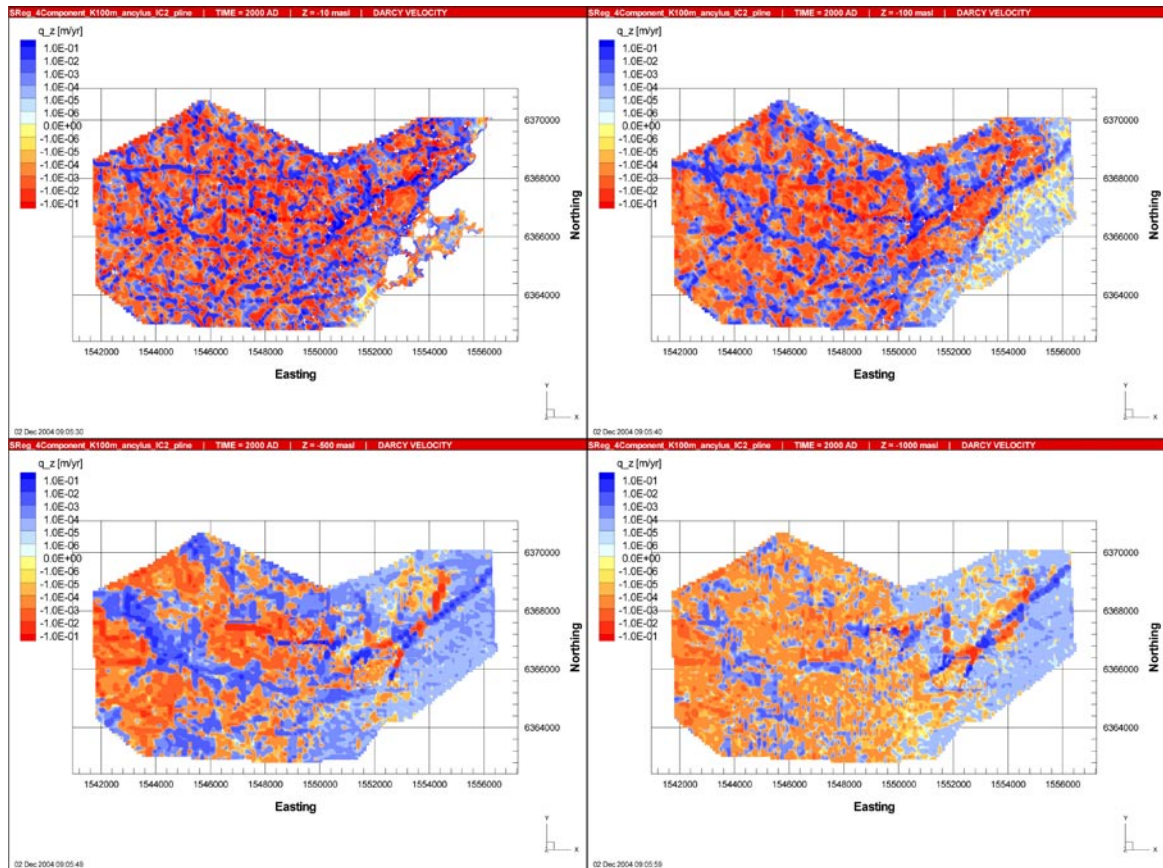 SReg_4Component_K100m_ancylus_IC2_pline | TIME = 2000 AD | Z = -10 masl | DARCY VELOCITY
q_z [m/yr]
1.0E-01
1.0E-02
1.0E-03
1.0E-04
1.0E-05
1.0E-06
0.0E+00
-1.0E-06
-1.0E-05
-1.0E-04
-1.0E-03
-1.0E-02
-1.0E-01
6370000
6368000
6366000
6364000
Northing
1542000 1544000 1546000 1548000 1550000 1552000 1554000 1556000
Easting
Y
Z X
02 Dec 2004 09:05:30
SReg_4Component_K100m_ancylus_IC2_pline | TIME = 2000 AD | Z = -100 masl | DARCY VELOCITY
q_z [m/yr]
1.0E-01
1.0E-02
1.0E-03
1.0E-04
1.0E-05
1.0E-06
0.0E+00
-1.0E-06
-1.0E-05
-1.0E-04
-1.0E-03
-1.0E-02
-1.0E-01
6370000
6368000
6366000
6364000
Northing
1542000 1544000 1546000 1548000 1550000 1552000 1554000 1556000
Easting
Y
Z X
02 Dec 2004 09:05:40
SReg_4Component_K100m_ancylus_IC2_pline | TIME = 2000 AD | Z = -500 masl | DARCY VELOCITY
q_z [m/yr]
1.0E-01
1.0E-02
1.0E-03
1.0E-04
1.0E-05
1.0E-06
0.0E+00
-1.0E-06
-1.0E-05
-1.0E-04
-1.0E-03
-1.0E-02
-1.0E-01
6370000
6368000
6366000
6364000
Northing
1542000 1544000 1546000 1548000 1550000 1552000 1554000 1556000
Easting
Y
Z X
02 Dec 2004 09:05:49
SReg_4Component_K100m_ancylus_IC2_pline | TIME = 2000 AD | Z = -1000 masl | DARCY VELOCITY
q_z [m/yr]
1.0E-01
1.0E-02
1.0E-03
1.0E-04
1.0E-05
1.0E-06
0.0E+00
-1.0E-06
-1.0E-05
-1.0E-04
-1.0E-03
-1.0E-02
-1.0E-01
6370000
6368000
6366000
6364000
Northing
1542000 1544000 1546000 1548000 1550000 1552000 1554000 1556000
Easting
Y
Z X
02 Dec 2004 09:05:59